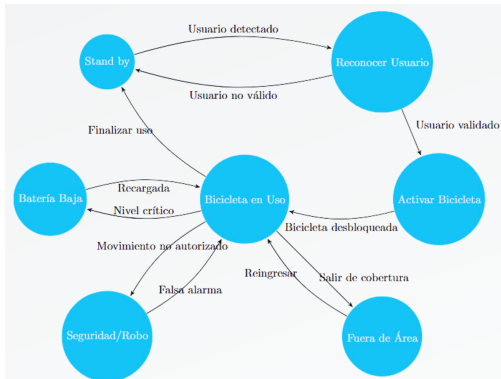 Usuario detectado
Stand by
Reconocer Usuario
Usuario no válido
Usuario validado
Finalizar uso
Batería Baja
Recargada
Bicicleta en Uso
Activar Bicicleta
Nivel crítico
Bicicleta desbloqueada
Movimiento no autorizado
Reingresar
Salir de cobertura
Falsa alarma
Seguridad/Robo
Fuera de Área